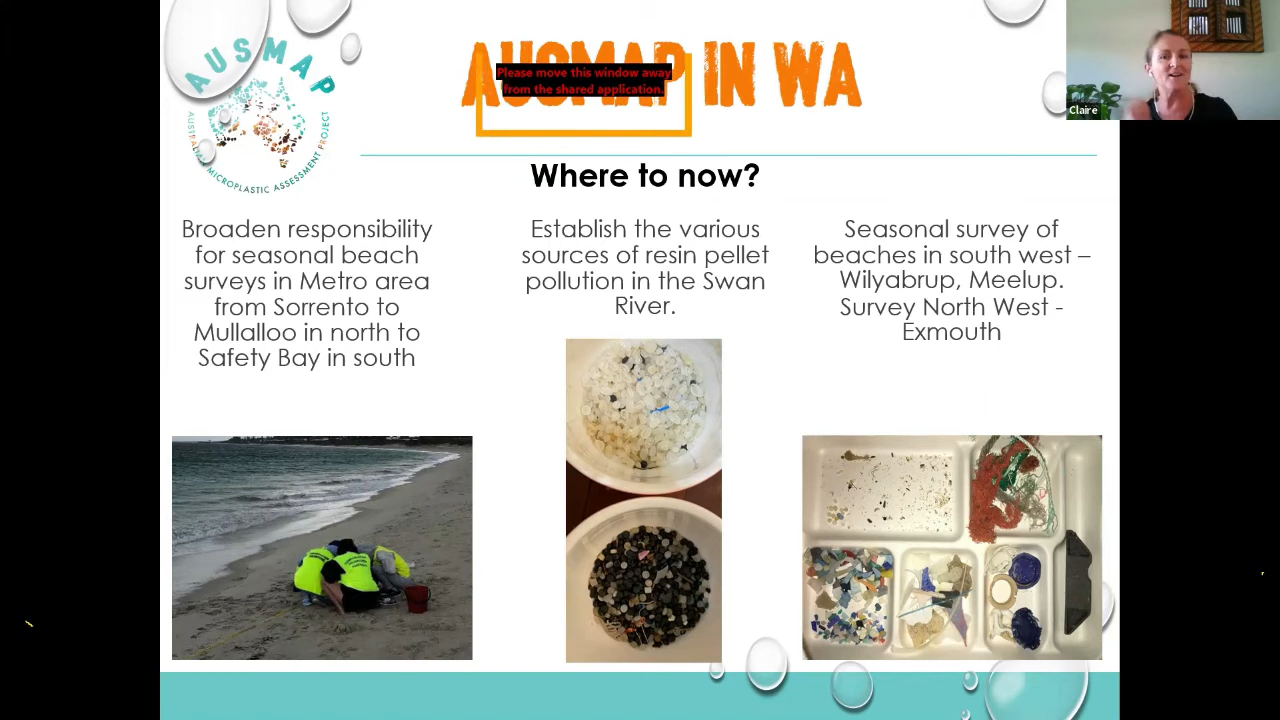 AUSMAP
AUSTRALIAN MICROPLASTIC ASSESSMENT PROJECT
AUSMAP IN WA
Please move this window away
from the shared application.
Claire
Where to now?
Broaden responsibility
for seasonal beach
surveys in Metro area
from Sorrento to
Mullalloo in north to
Safety Bay in south
Establish the various
sources of resin pellet
pollution in the Swan
River.
Seasonal survey of
beaches in south west –
Wilyabrup, Meelup.
Survey North West -
Exmouth